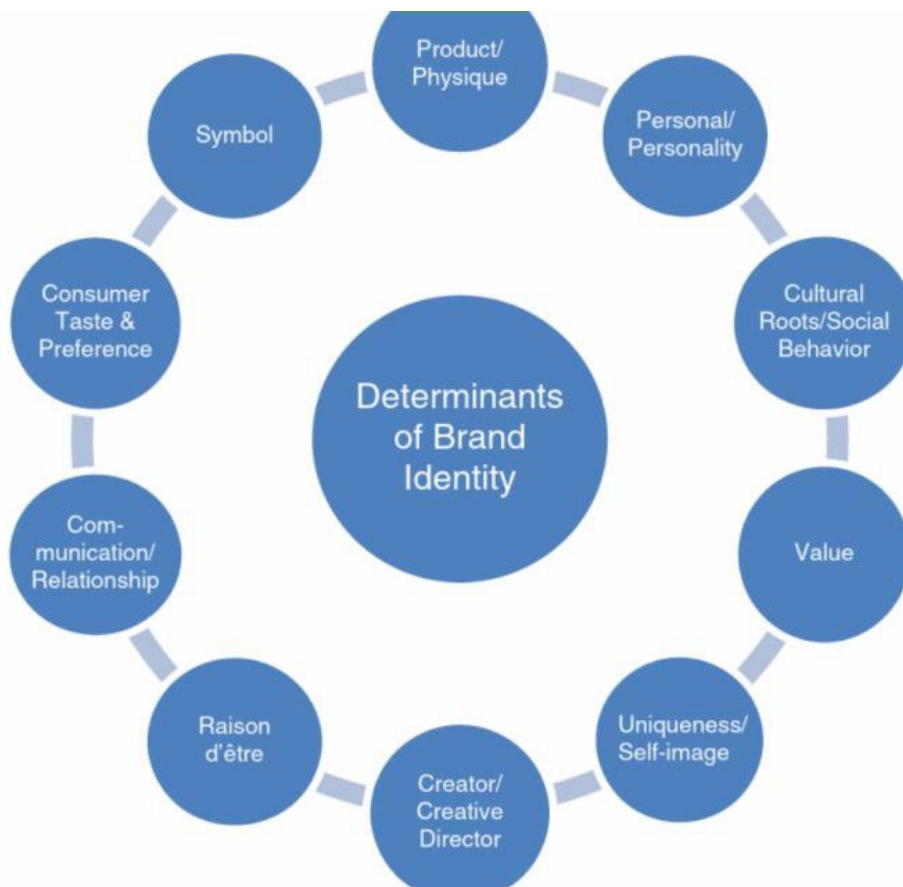 Product/
Physique
Personal/
Personality
Cultural
Roots/Social
Behavior
Value
Uniqueness/
Self-image
Creator/
Creative
Director
Raison
d'être
Com-
munication/
Relationship
Consumer
Taste &
Preference
Symbol
Determinants
of Brand
Identity